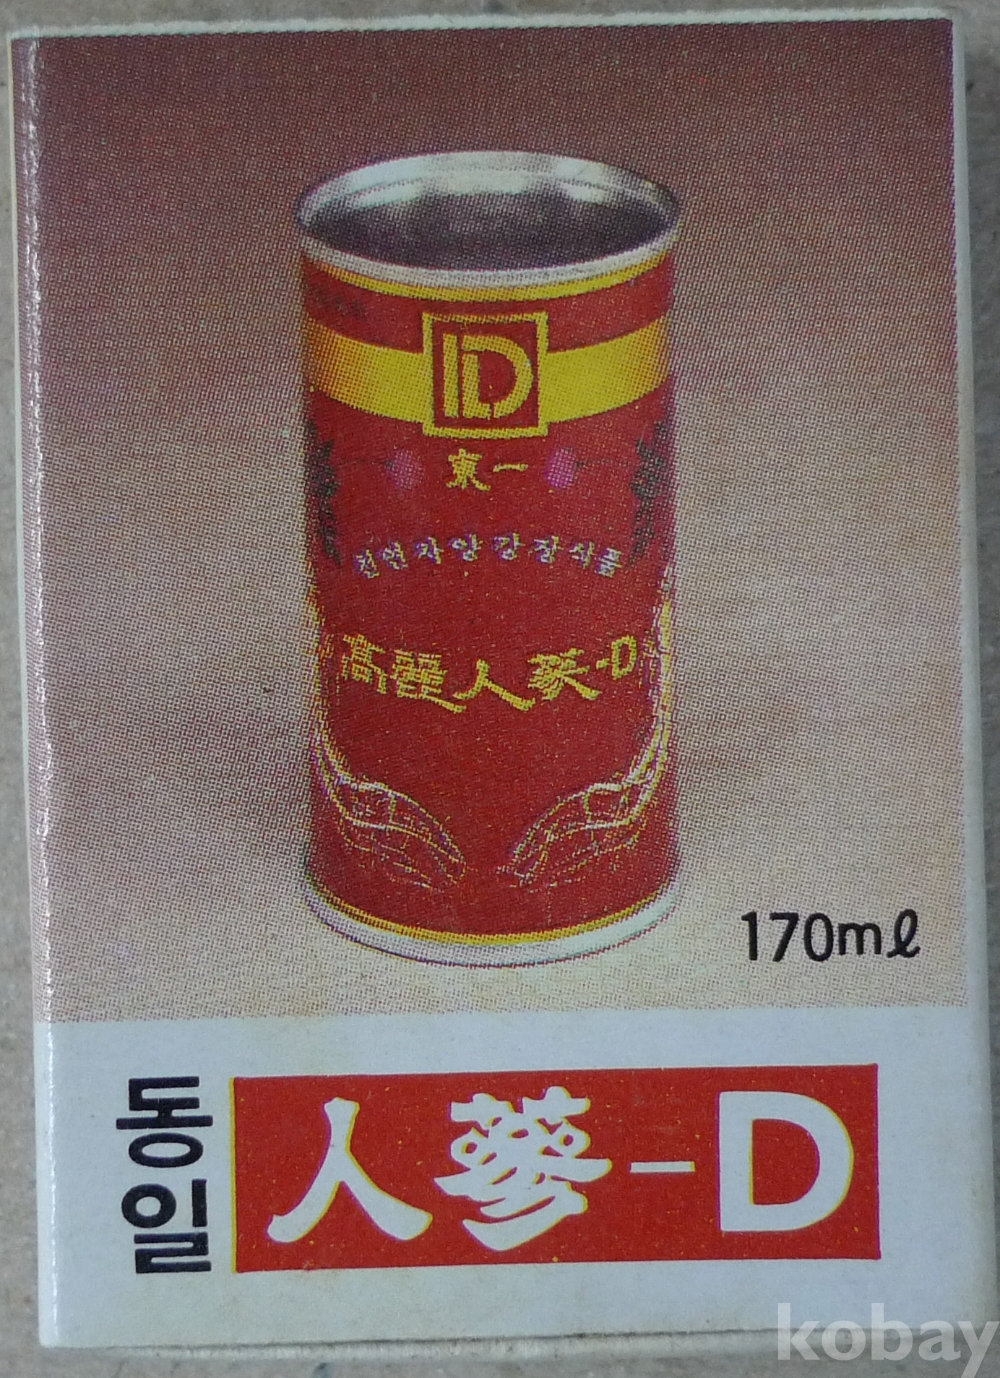 D
東一
천연자양강장식품
高麗人蔘-D
170mℓ
동일
人蔘-D
kobay